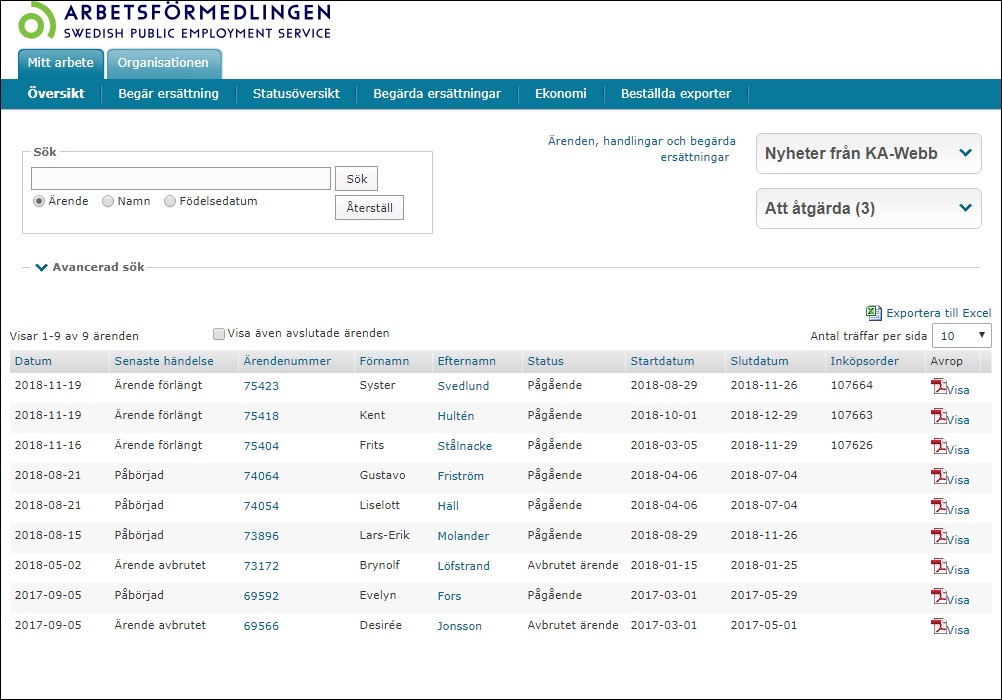 ARBETSFÖRMEDLINGEN
SWEDISH PUBLIC EMPLOYMENT SERVICE
Mitt arbete Organisationen
Översikt Begär ersättning Statusöversikt Begärda ersättningar Ekonomi Beställda exporter
Sök
Sök
Ärende Namn Födelsedatum
Återställ
Ärenden, handlingar och begärda
ersättningar
Nyheter från KA-Webb
Att åtgärda (3)
Avancerad sök
Exportera till Excel
Visar 1-9 av 9 ärenden Visa även avslutade ärenden Antal träffar per sida 10
Datum Senaste händelse Ärendenummer Förnamn Efternamn Status Startdatum Slutdatum Inköpsorder Avrop
2018-11-19 Ärende förlängt 75423 Syster Svedlund Pågående 2018-08-29 2018-11-26 107664 Visa
2018-11-19 Ärende förlängt 75418 Kent Hultén Pågående 2018-10-01 2018-12-29 107663 Visa
2018-11-16 Ärende förlängt 75404 Frits Stålnacke Pågående 2018-03-05 2018-11-29 107626 Visa
2018-08-21 Påbörjad 74064 Gustavo Friström Pågående 2018-04-06 2018-07-04 Visa
2018-08-21 Påbörjad 74054 Liselott Häll Pågående 2018-04-06 2018-07-04 Visa
2018-08-15 Påbörjad 73896 Lars-Erik Molander Pågående 2018-08-29 2018-11-26 Visa
2018-05-02 Ärende avbrutet 73172 Brynolf Löfstrand Avbrutet ärende 2018-01-15 2018-01-25 Visa
2017-09-05 Påbörjad 69592 Evelyn Fors Pågående 2017-03-01 2017-05-29 Visa
2017-09-05 Ärende avbrutet 69566 Desirée Jonsson Avbrutet ärende 2017-03-01 2017-05-01 Visa